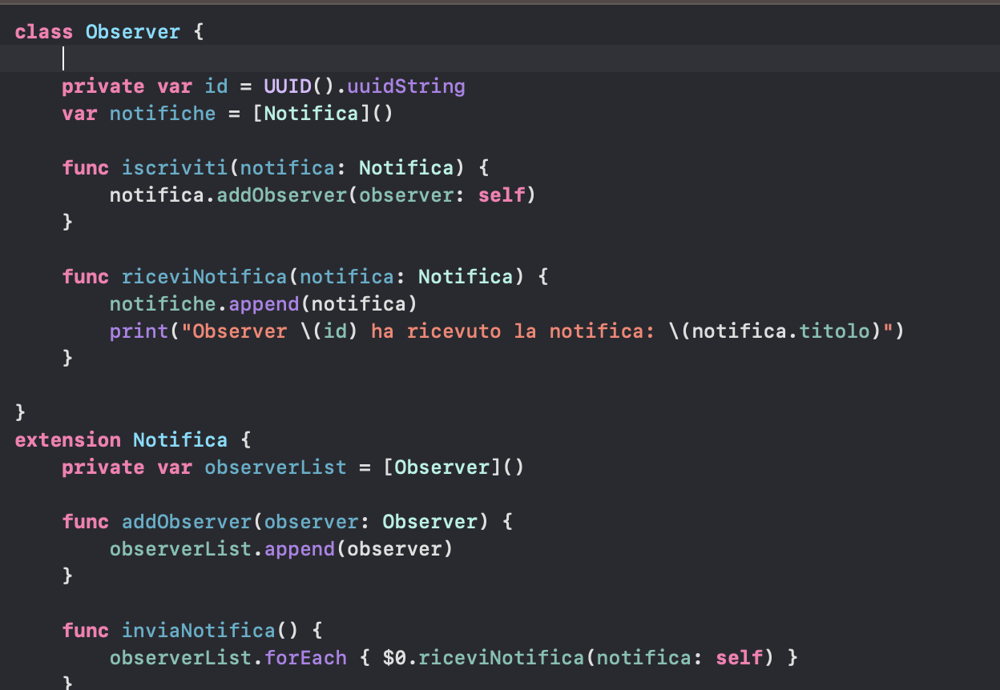 class Observer {
private var id = UUID().uuidString
var notifiche = [Notifica]()
func iscriviti(notifica: Notifica) {
notifica.addObserver(observer: self)
}
func riceviNotifica(notifica: Notifica) {
notifiche.append(notifica)
print("Observer \(id) ha ricevuto la notifica: \(notifica.titolo)")
}
}
extension Notifica {
private var observerList = [Observer]()
func addObserver(observer: Observer) {
observerList.append(observer)
}
func inviaNotifica() {
observerList.forEach { $0.riceviNotifica(notifica: self) }
}